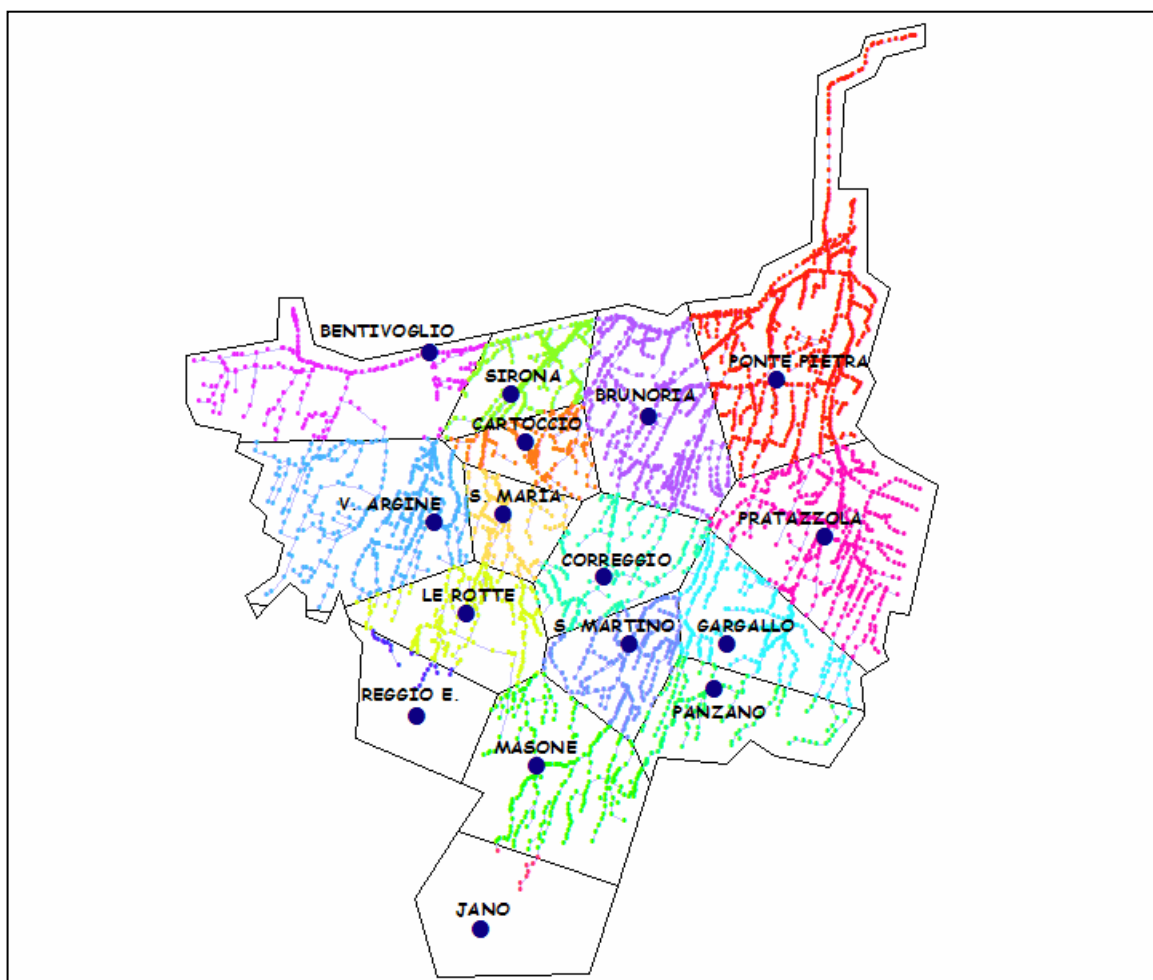 BENTIVOGLIO
PONTE PIETRA
SIRONA
BRUNORIA
CARTOCCIO
S. MARIA
V. ARGINE
PRATAZZOLA
CORREGGIO
LE ROTTE
S. MARTINO
GARGALLO
REGGIO E.
PANZANO
MASONE
JANO